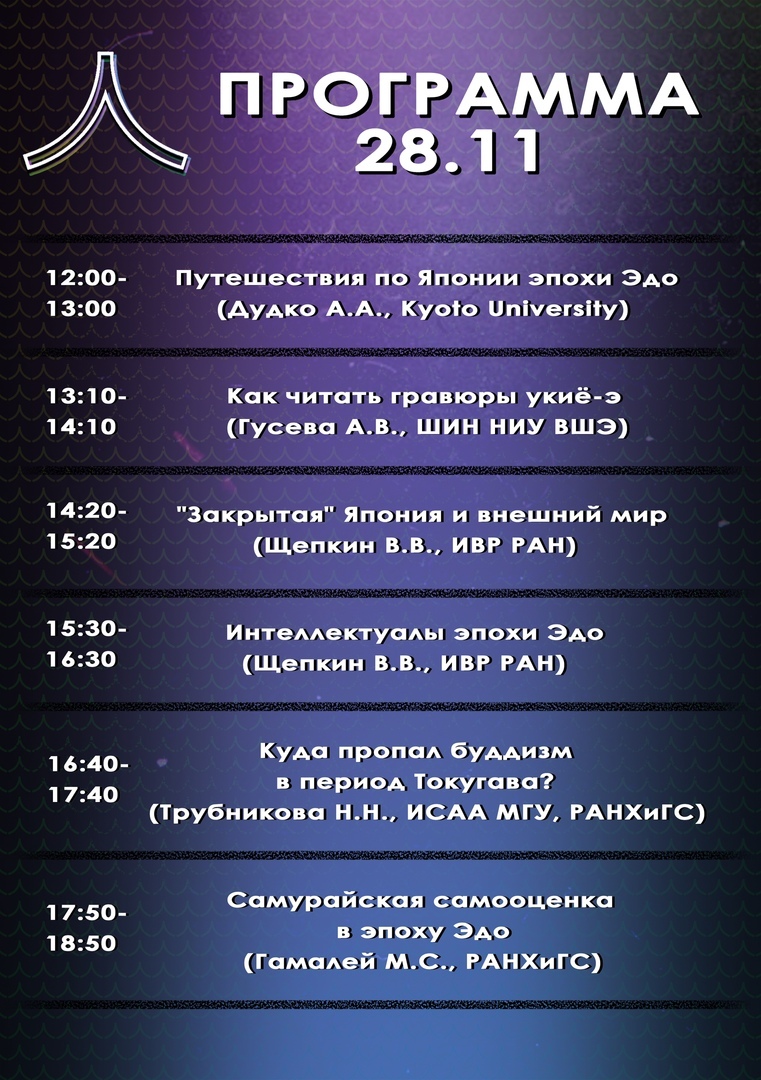 ПРОГРАММА
28.11
12:00-
13:00
Путешествия по Японии эпохи Эдо
(Дудко А.А., Kyoto University)
13:10-
14:10
Как читать гравюры укиё-э
(Гусева А.В., ШИН НИУ ВШЭ)
14:20-
15:20
"Закрытая" Япония и внешний мир
(Щепкин В.В., ИВР РАН)
15:30-
16:30
Интеллектуалы эпохи Эдо
(Щепкин В.В., ИВР РАН)
16:40-
17:40
Куда пропал буддизм
в период Токугава?
(Трубникова Н.Н., ИСАА МГУ, РАНХиГС)
17:50-
18:50
Самурайская самооценка
в эпоху Эдо
(Гамалей М.С., РАНХиГС)